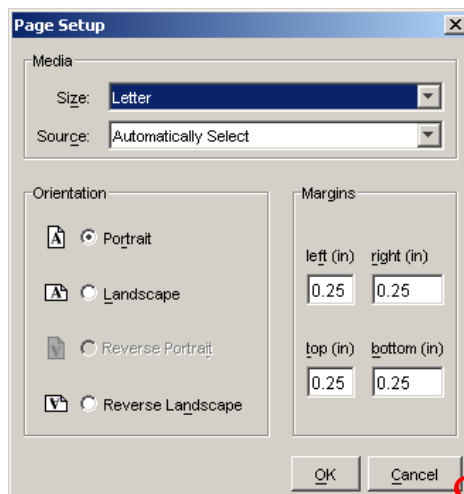 Page Setup
Media
Size: Letter
Source: Automatically Select
Orientation
Portrait
Landscape
Reverse Portrait
Reverse Landscape
Margins
left (in) right (in)
0.25 0.25
top (in) bottom (in)
0.25 0.25
OK Cancel